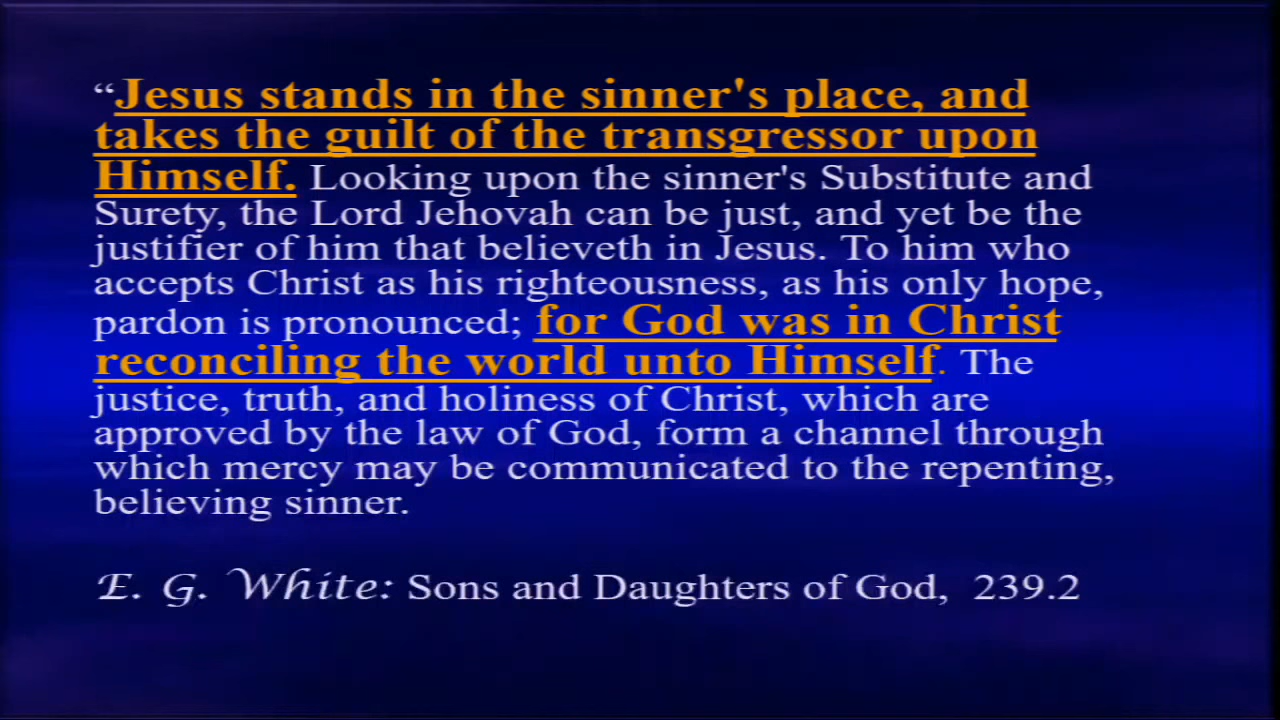 “Jesus stands in the sinner's place, and
takes the guilt of the transgressor upon
Himself. Looking upon the sinner's Substitute and
Surety, the Lord Jehovah can be just, and yet be the
justifier of him that believeth in Jesus. To him who
accepts Christ as his righteousness, as his only hope,
pardon is pronounced; for God was in Christ
reconciling the world unto Himself. The
justice, truth, and holiness of Christ, which are
approved by the law of God, form a channel through
which mercy may be communicated to the repenting,
believing sinner.
E. G. White: Sons and Daughters of God, 239.2